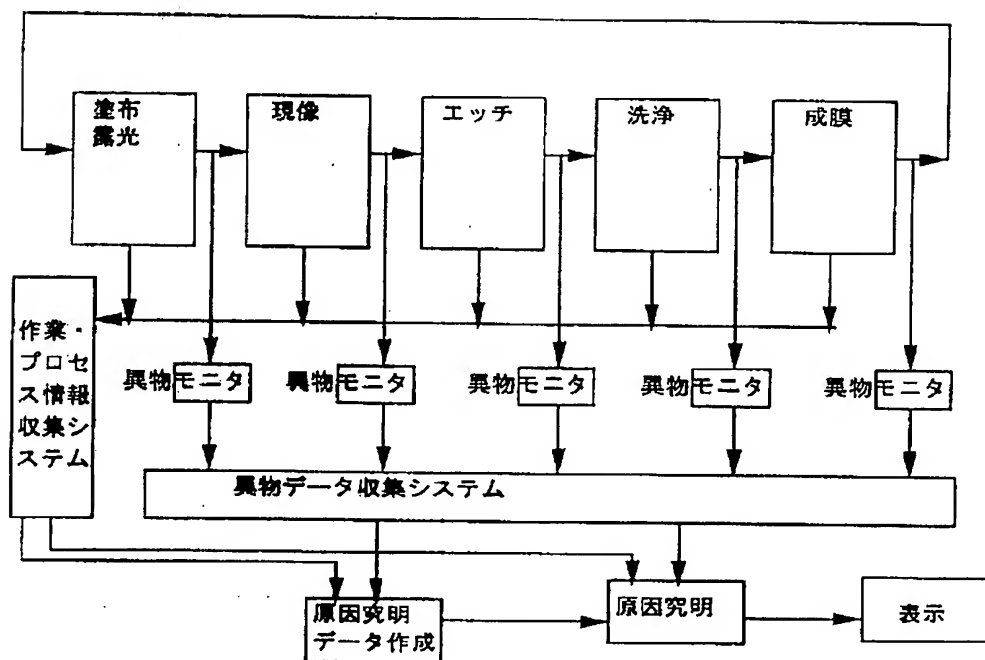 塗布
露光
現像
エッチ
洗浄
成膜
作業・
プロセ
ス情報
収集シ
ステム
異物モニタ
異物モニタ
異物モニタ
異物モニタ
異物モニタ
異物データ収集システム
原因究明
データ作成
原因究明
表示